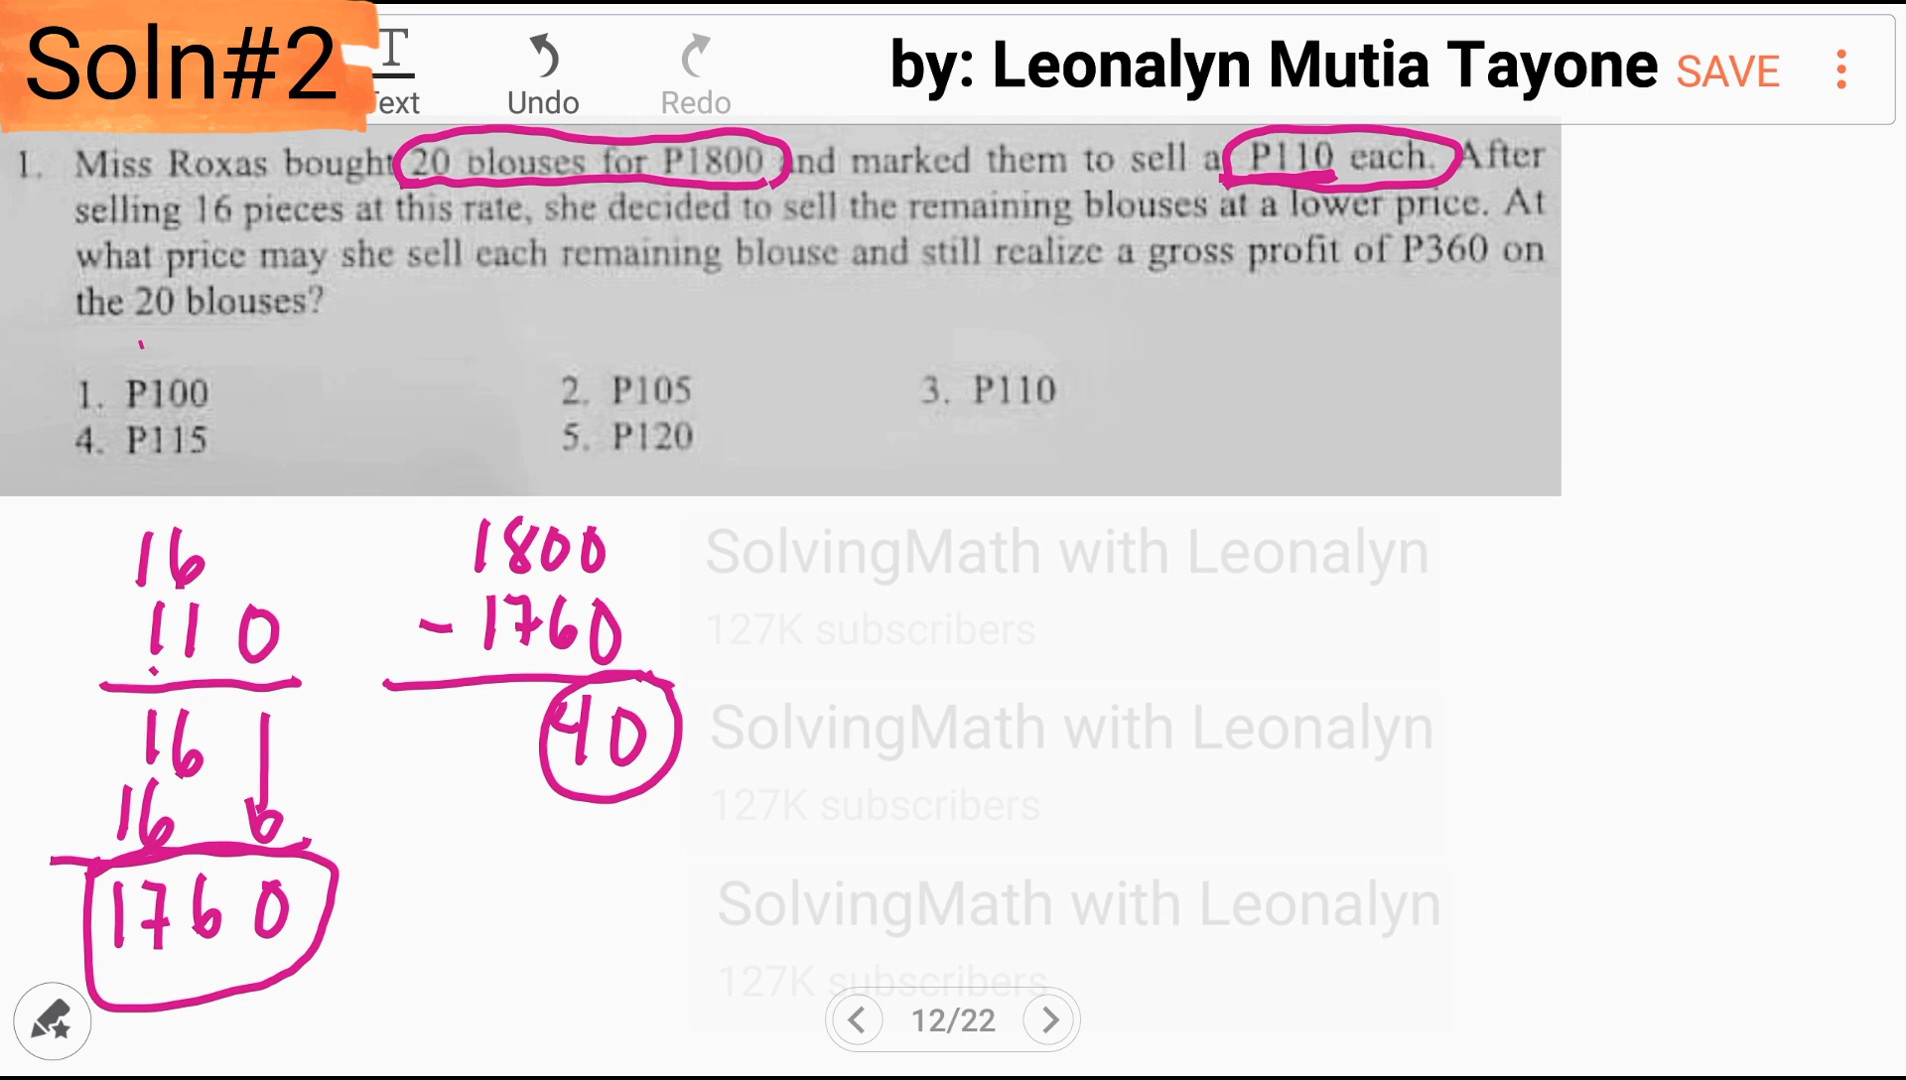 Soln#2
T
Text
Undo
Redo
by: Leonalyn Mutia Tayone
SAVE
1. Miss Roxas bought 20 blouses for P1800 and marked them to sell a P110 each. After
selling 16 pieces at this rate, she decided to sell the remaining blouses at a lower price. At
what price may she sell each remaining blouse and still realize a gross profit of P360 on
the 20 blouses?
1. P100 2. P105 3. P110
4. P115 5. P120
16
110
16
16 0
1760
1800
- 1760
40
SolvingMath with Leonalyn
127K subscribers
SolvingMath with Leonalyn
127K subscribers
SolvingMath with Leonalyn
127K subscribers
12/22